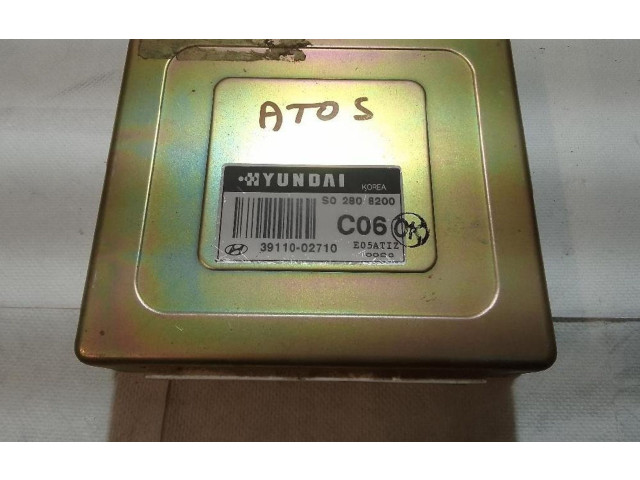 ATOS
HYUNDAI KOREA
S0 280 8200
C06
39110-02710 E05ATIZ